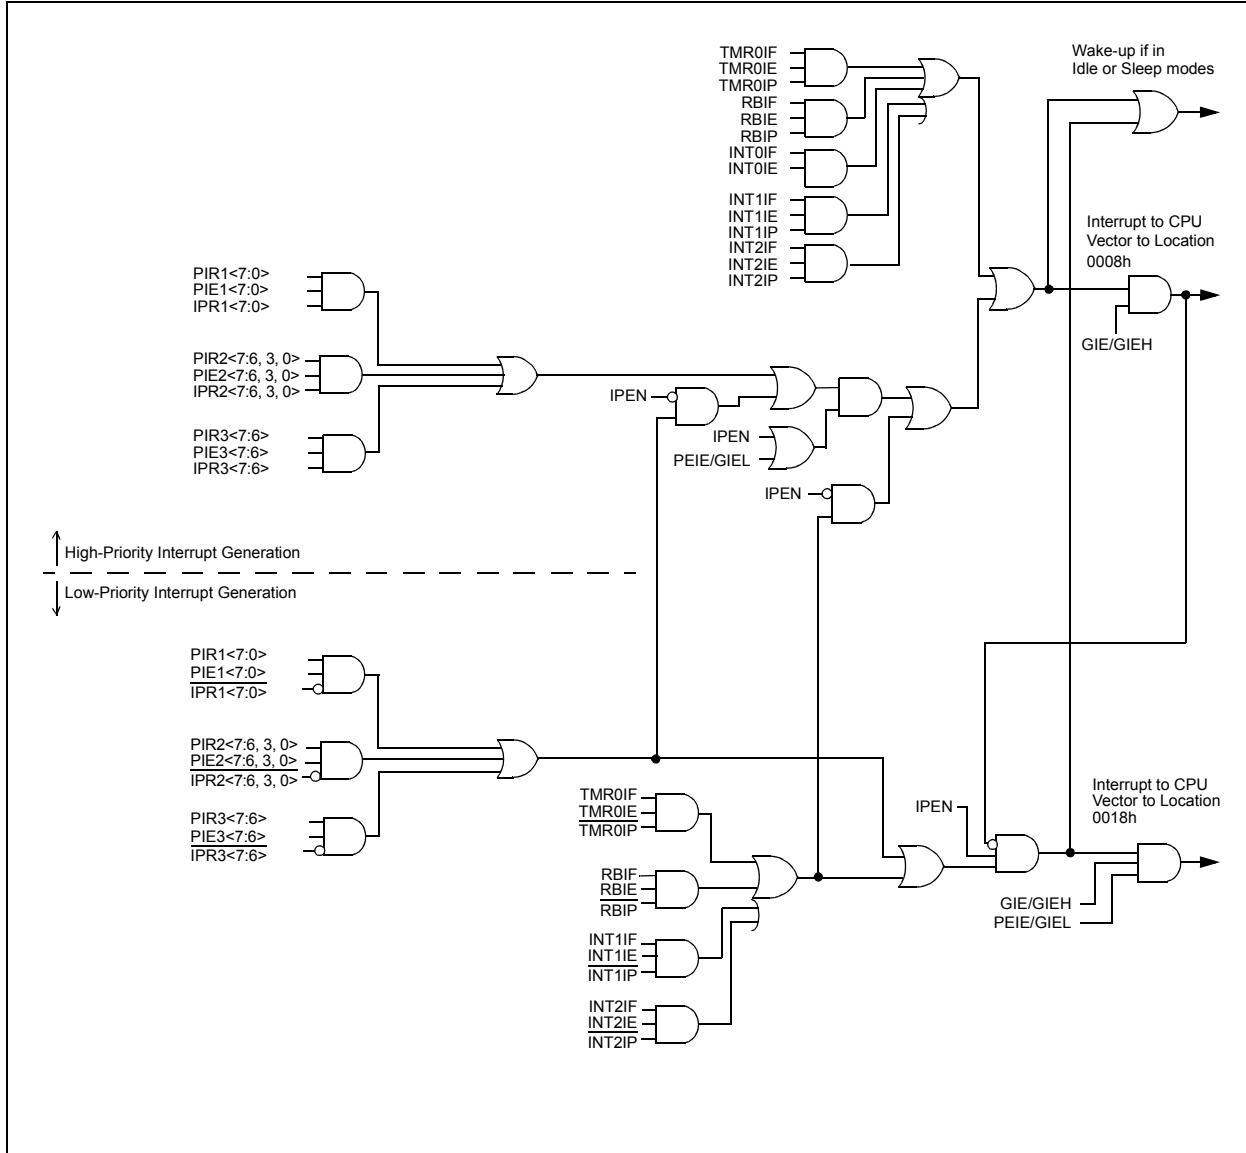 TMR0IF
TMR0IE
TMR0IP
RBIF
RBIE
RBIP
INT0IF
INT0IE
INT1IF
INT1IE
INT1IP
INT2IF
INT2IE
INT2IP
Wake-up if in
Idle or Sleep modes
Interrupt to CPU
Vector to Location
0008h
GIE/GIEH
PIR1<7:0>
PIE1<7:0>
IPR1<7:0>
PIR2<7:6, 3, 0>
PIE2<7:6, 3, 0>
IPR2<7:6, 3, 0>
PIR3<7:6>
PIE3<7:6>
IPR3<7:6>
IPEN
IPEN
PEIE/GIEL
IPEN
High-Priority Interrupt Generation
Low-Priority Interrupt Generation
PIR1<7:0>
PIE1<7:0>
IPR1<7:0>
PIR2<7:6, 3, 0>
PIE2<7:6, 3, 0>
IPR2<7:6, 3, 0>
PIR3<7:6>
PIE3<7:6>
IPR3<7:6>
TMR0IF
TMR0IE
TMR0IP
RBIF
RBIE
RBIP
INT1IF
INT1IE
INT1IP
INT2IF
INT2IE
INT2IP
IPEN
Interrupt to CPU
Vector to Location
0018h
GIE/GIEH
PEIE/GIEL